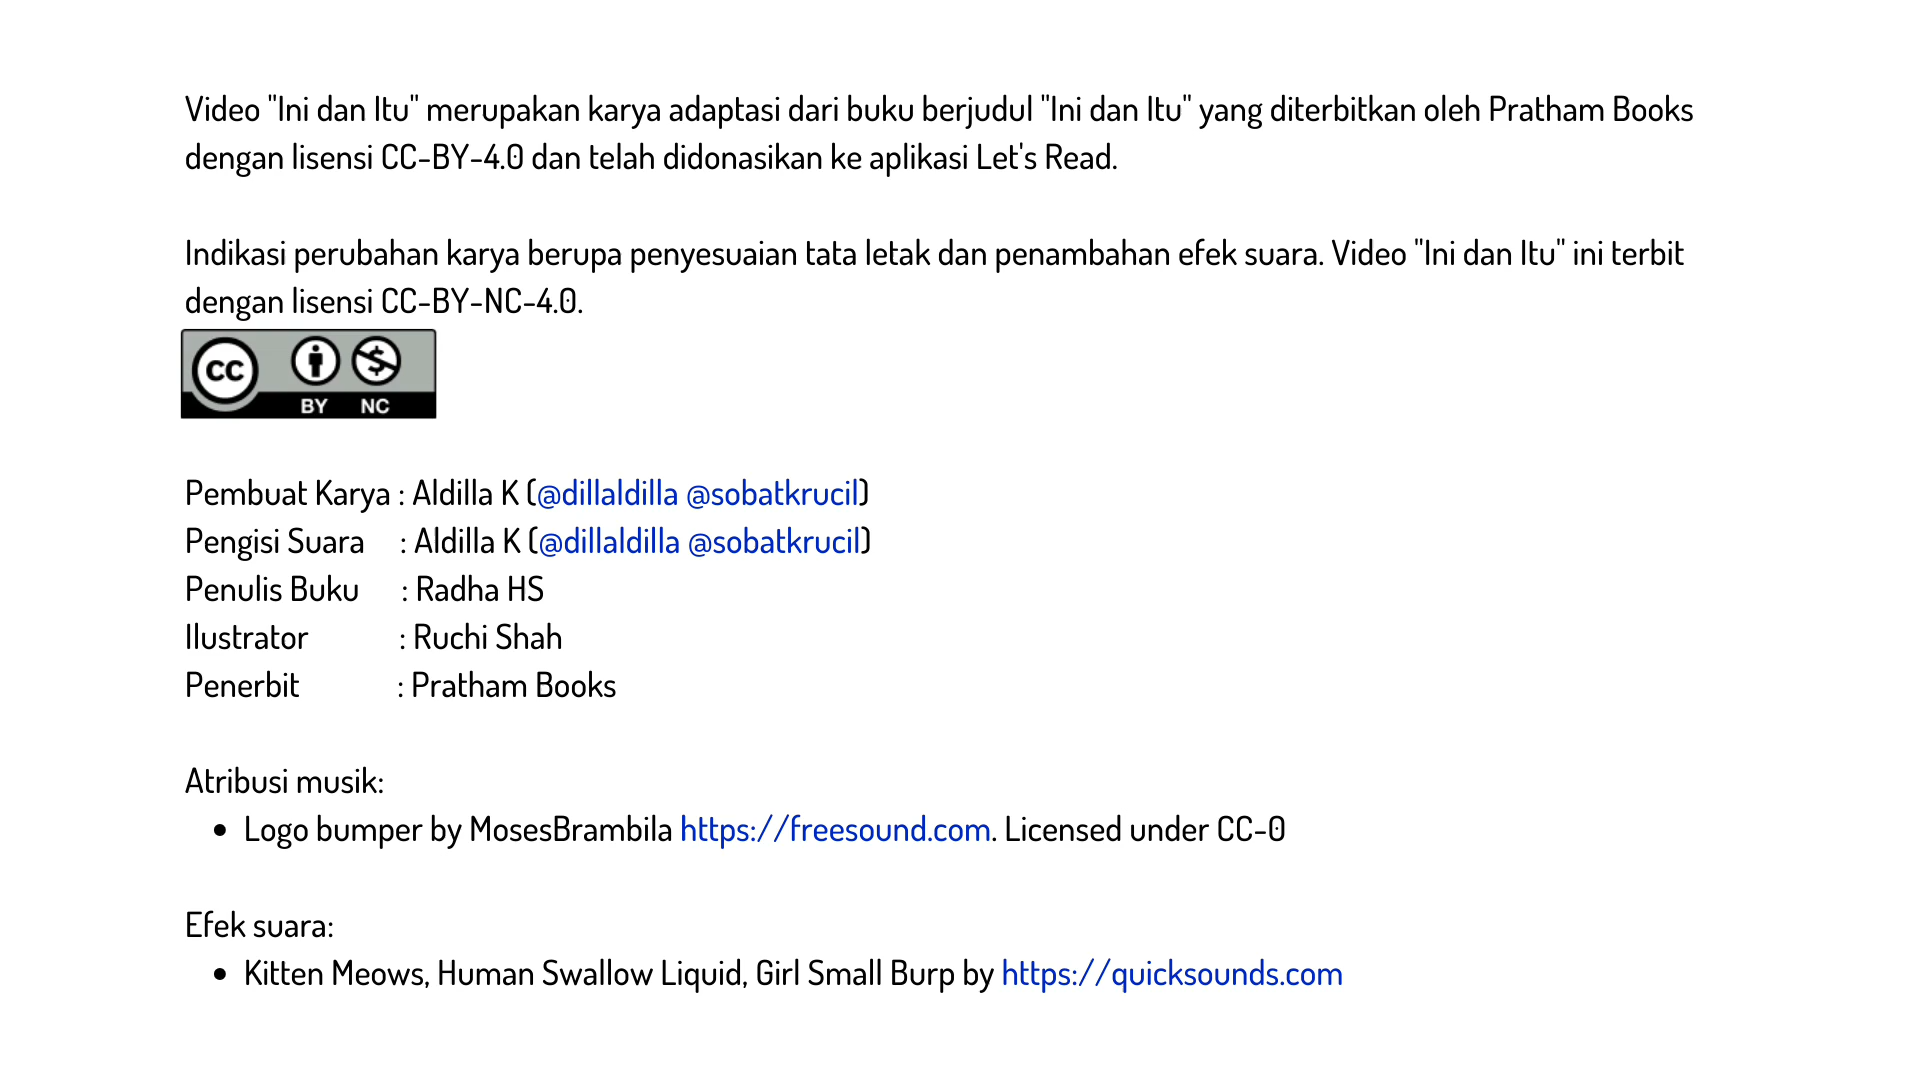 Video "Ini dan Itu" merupakan karya adaptasi dari buku berjudul "Ini dan Itu" yang diterbitkan oleh Pratham Books
dengan lisensi CC-BY-4.0 dan telah didonasikan ke aplikasi Let's Read.
Indikasi perubahan karya berupa penyesuaian tata letak dan penambahan efek suara. Video "Ini dan Itu" ini terbit
dengan lisensi CC-BY-NC-4.0.
CC
BY NC
Pembuat Karya : Aldilla K (@dillaldilla @sobatkrucil)
Pengisi Suara : Aldilla K (@dillaldilla @sobatkrucil)
Penulis Buku : Radha HS
Ilustrator : Ruchi Shah
Penerbit : Pratham Books
Atribusi musik:
• Logo bumper by MosesBrambila https://freesound.com. Licensed under CC-0
Efek suara:
• Kitten Meows, Human Swallow Liquid, Girl Small Burp by https://quicksounds.com